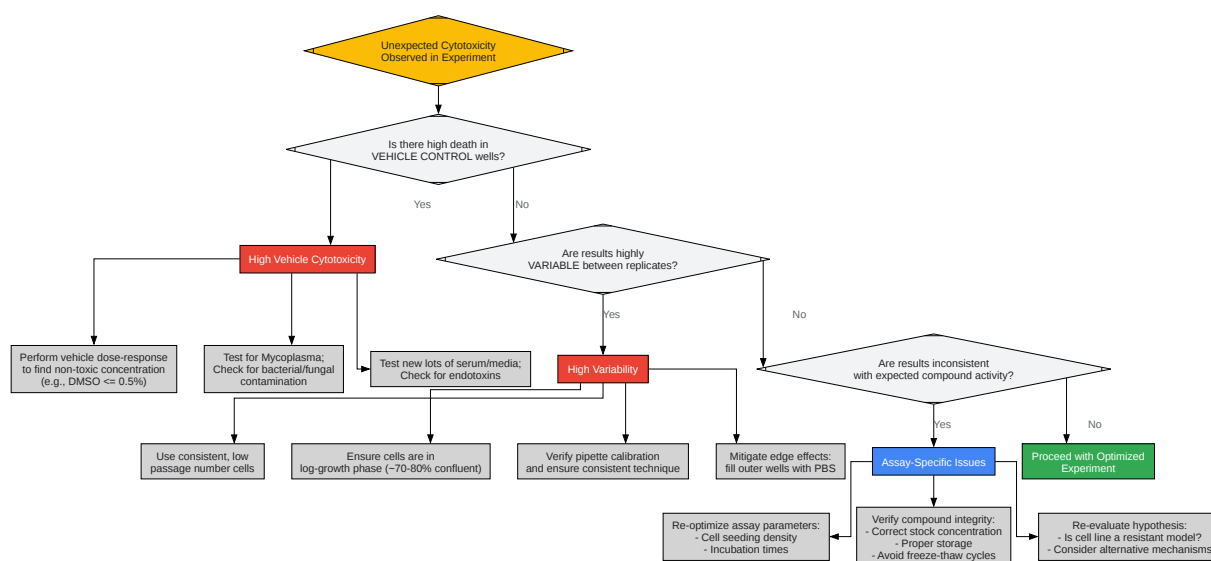 Unexpected Cytotoxicity
Observed in Experiment
Is there high death in
VEHICLE CONTROL wells?
Yes
No
High Vehicle Cytotoxicity
Are results highly
VARIABLE between replicates?
Yes
No
Perform vehicle dose-response
to find non-toxic concentration
(e.g., DMSO <= 0.5%)
Test for Mycoplasma;
Check for bacterial/fungal
contamination
Test new lots of serum/media;
Check for endotoxins
High Variability
Are results inconsistent
with expected compound activity?
Yes
No
Use consistent, low
passage number cells
Ensure cells are in
log-growth phase (~70-80% confluent)
Verify pipette calibration
and ensure consistent technique
Mitigate edge effects:
fill outer wells with PBS
Assay-Specific Issues
Proceed with Optimized
Experiment
Re-optimize assay parameters:
- Cell seeding density
- Incubation times
Verify compound integrity:
- Correct stock concentration
- Proper storage
- Avoid freeze-thaw cycles
Re-evaluate hypothesis:
- Is cell line a resistant model?
- Consider alternative mechanisms